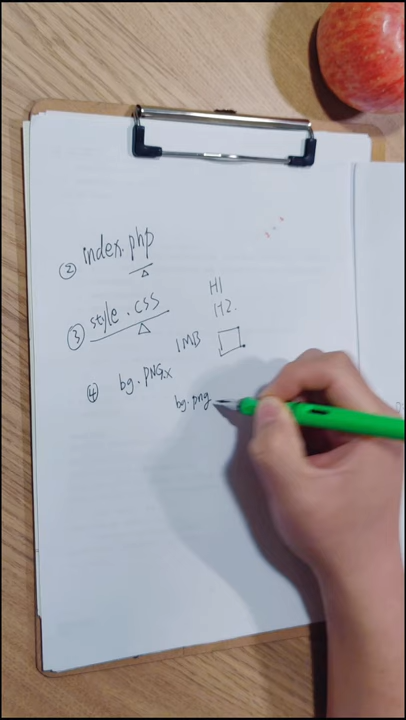 ② index.php
H1
③ style.css
H2.
1MB
④ bg.PNG.x
bg.png